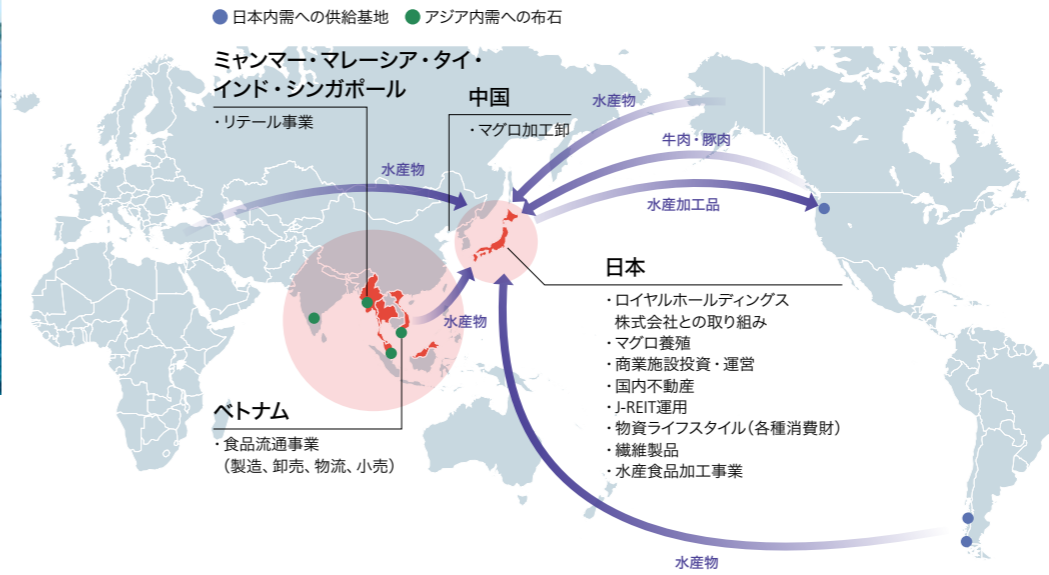 日本内需への供給基地 アジア内需への布石
ミャンマー・マレーシア・タイ・
インド・シンガポール
・リテール事業
中国
・マグロ加工卸
水産物
水産物
牛肉・豚肉
水産加工品
水産物
日本
・ロイヤルホールディングス
株式会社との取り組み
・マグロ養殖
・商業施設投資・運営
・国内不動産
・J-REIT運用
・物資ライフスタイル（各種消費財）
・繊維製品
・水産食品加工事業
ベトナム
・食品流通事業
（製造、卸売、物流、小売）
水産物